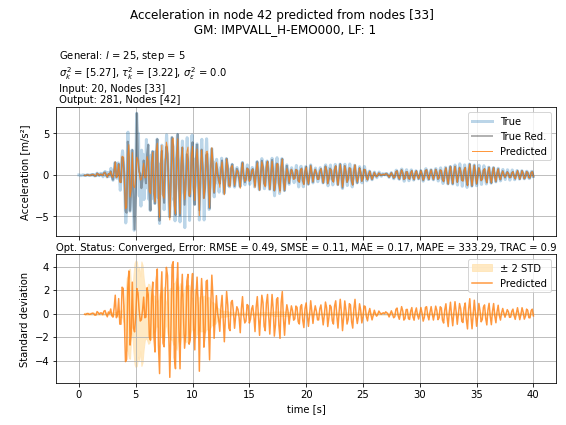 Acceleration in node 42 predicted from nodes [33]
GM: IMPVALL_H-EMO000, LF: 1
General: l = 25, step = 5
σ²ₖ = [5.27], τ²ₖ = [3.22], σ²ε = 0.0
Input: 20, Nodes [33]
Output: 281, Nodes [42]
Acceleration [m/s²]
5
0
−5
True
True Red.
Predicted
Opt. Status: Converged, Error: RMSE = 0.49, SMSE = 0.11, MAE = 0.17, MAPE = 333.29, TRAC = 0.9
Standard deviation
4
2
0
−2
−4
± 2 STD
Predicted
0 5 10 15 20 25 30 35 40
time [s]